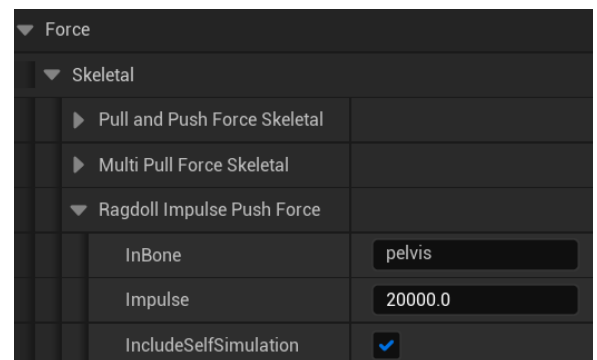 Force
Skeletal
Pull and Push Force Skeletal
Multi Pull Force Skeletal
Ragdoll Impulse Push Force
InBone pelvis
Impulse 20000.0
IncludeSelfSimulation